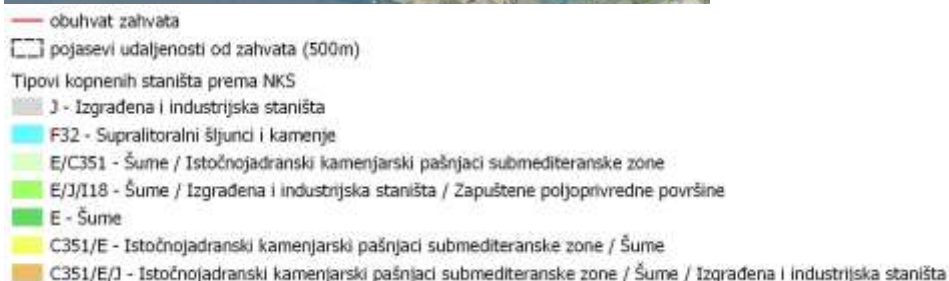 obuhvat zahvata
pojasevi udaljenosti od zahvata (500m)
Tipovi kopnenih staništa prema NKS
J - Izgrađena i industrijska staništa
F32 - Supralitoralni šljunci i kamenje
E/C351 - Šume / Istočnojadranski kamenjarski pašnjaci submediteranske zone
E/J/I18 - Šume / Izgrađena i industrijska staništa / Zapuštene poljoprivredne površine
E - Šume
C351/E - Istočnojadranski kamenjarski pašnjaci submediteranske zone / Šume
C351/E/J - Istočnojadranski kamenjarski pašnjaci submediteranske zone / Šume / Izgrađena i industrijska staništa